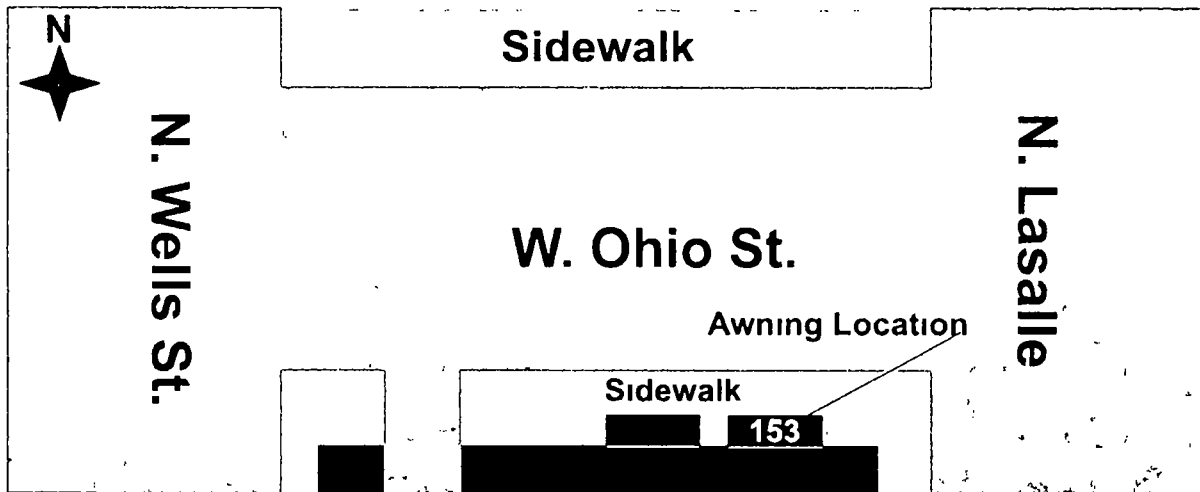 N
Sidewalk
N. Wells St.
N. Lasalle
W. Ohio St.
Awning Location
Sidewalk
153